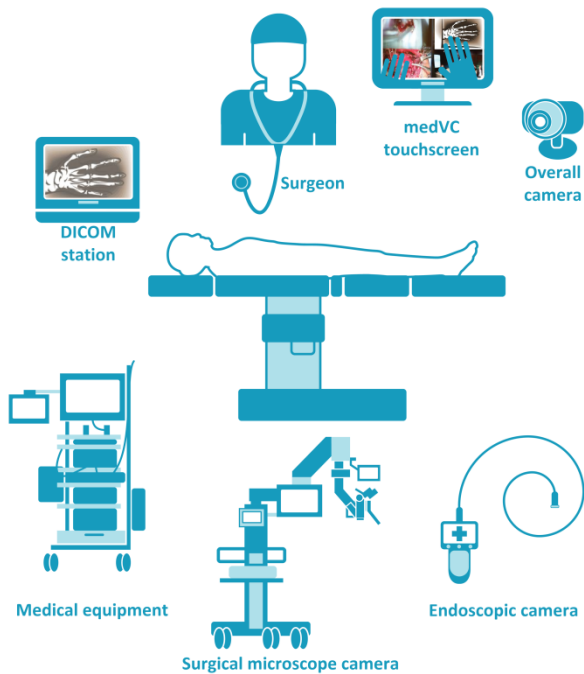 medVC
touchscreen
Overall
camera
Surgeon
DICOM
station
Medical equipment
Endoscopic camera
Surgical microscope camera